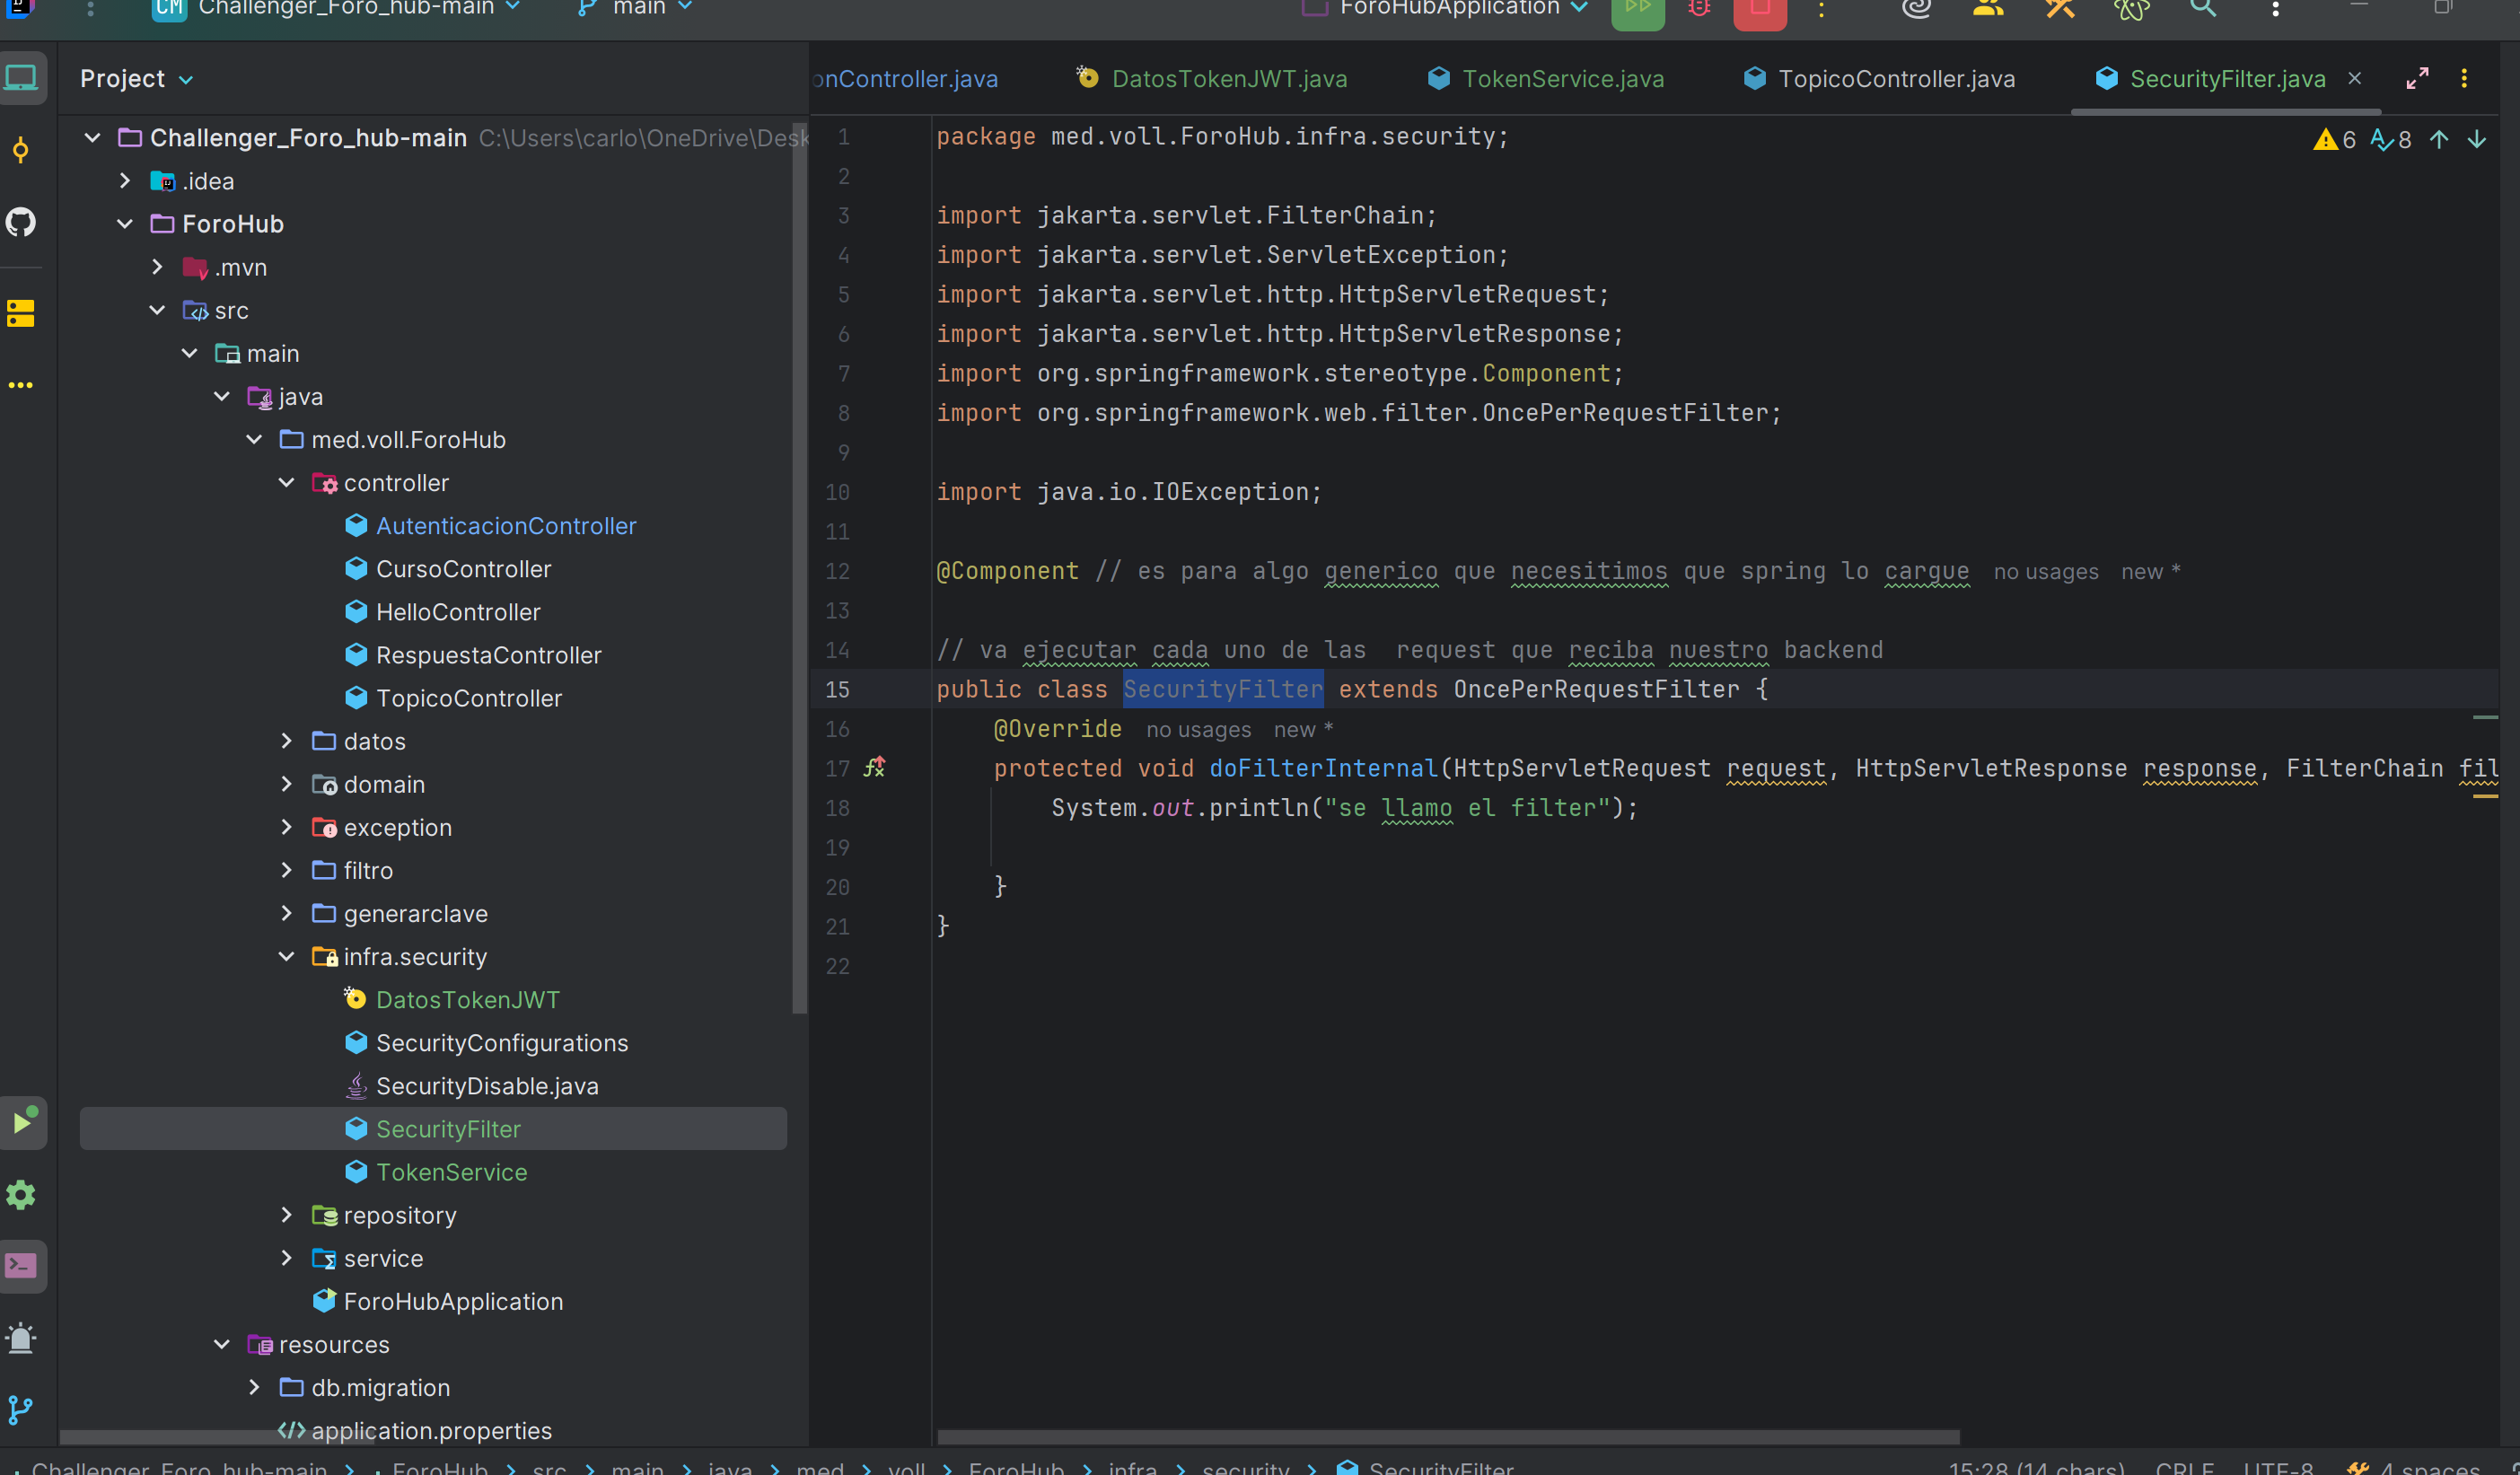 CM Challenger_Foro_hub-main main ForoHubApplication
Project
onController.java DatosTokenJWT.java TokenService.java TopicoController.java SecurityFilter.java
Challenger_Foro_hub-main C:\Users\carlo\OneDrive\Desk
.idea
ForoHub
.mvn
src
main
java
med.voll.ForoHub
controller
AutenticacionController
CursoController
HelloController
RespuestaController
TopicoController
datos
domain
exception
filtro
generarclave
infra.security
DatosTokenJWT
SecurityConfigurations
SecurityDisable.java
SecurityFilter
TokenService
repository
service
ForoHubApplication
resources
db.migration
application.properties
6 8
1 package med.voll.ForoHub.infra.security;
2
3 import jakarta.servlet.FilterChain;
4 import jakarta.servlet.ServletException;
5 import jakarta.servlet.http.HttpServletRequest;
6 import jakarta.servlet.http.HttpServletResponse;
7 import org.springframework.stereotype.Component;
8 import org.springframework.web.filter.OncePerRequestFilter;
9
10 import java.io.IOException;
11
12 @Component // es para algo generico que necesitimos que spring lo cargue no usages new *
13
14 // va ejecutar cada uno de las  request que reciba nuestro backend
15 public class SecurityFilter extends OncePerRequestFilter {
16 @Override no usages new *
17 protected void doFilterInternal(HttpServletRequest request, HttpServletResponse response, FilterChain fil
18 System.out.println("se llamo el filter");
19
20 }
21 }
22
Challenger_Foro_hub-main > ForoHub > src > main > java > med > voll > ForoHub > infra > security > SecurityFilter 15:28 (14 chars) CRLF UTF-8 4 spaces